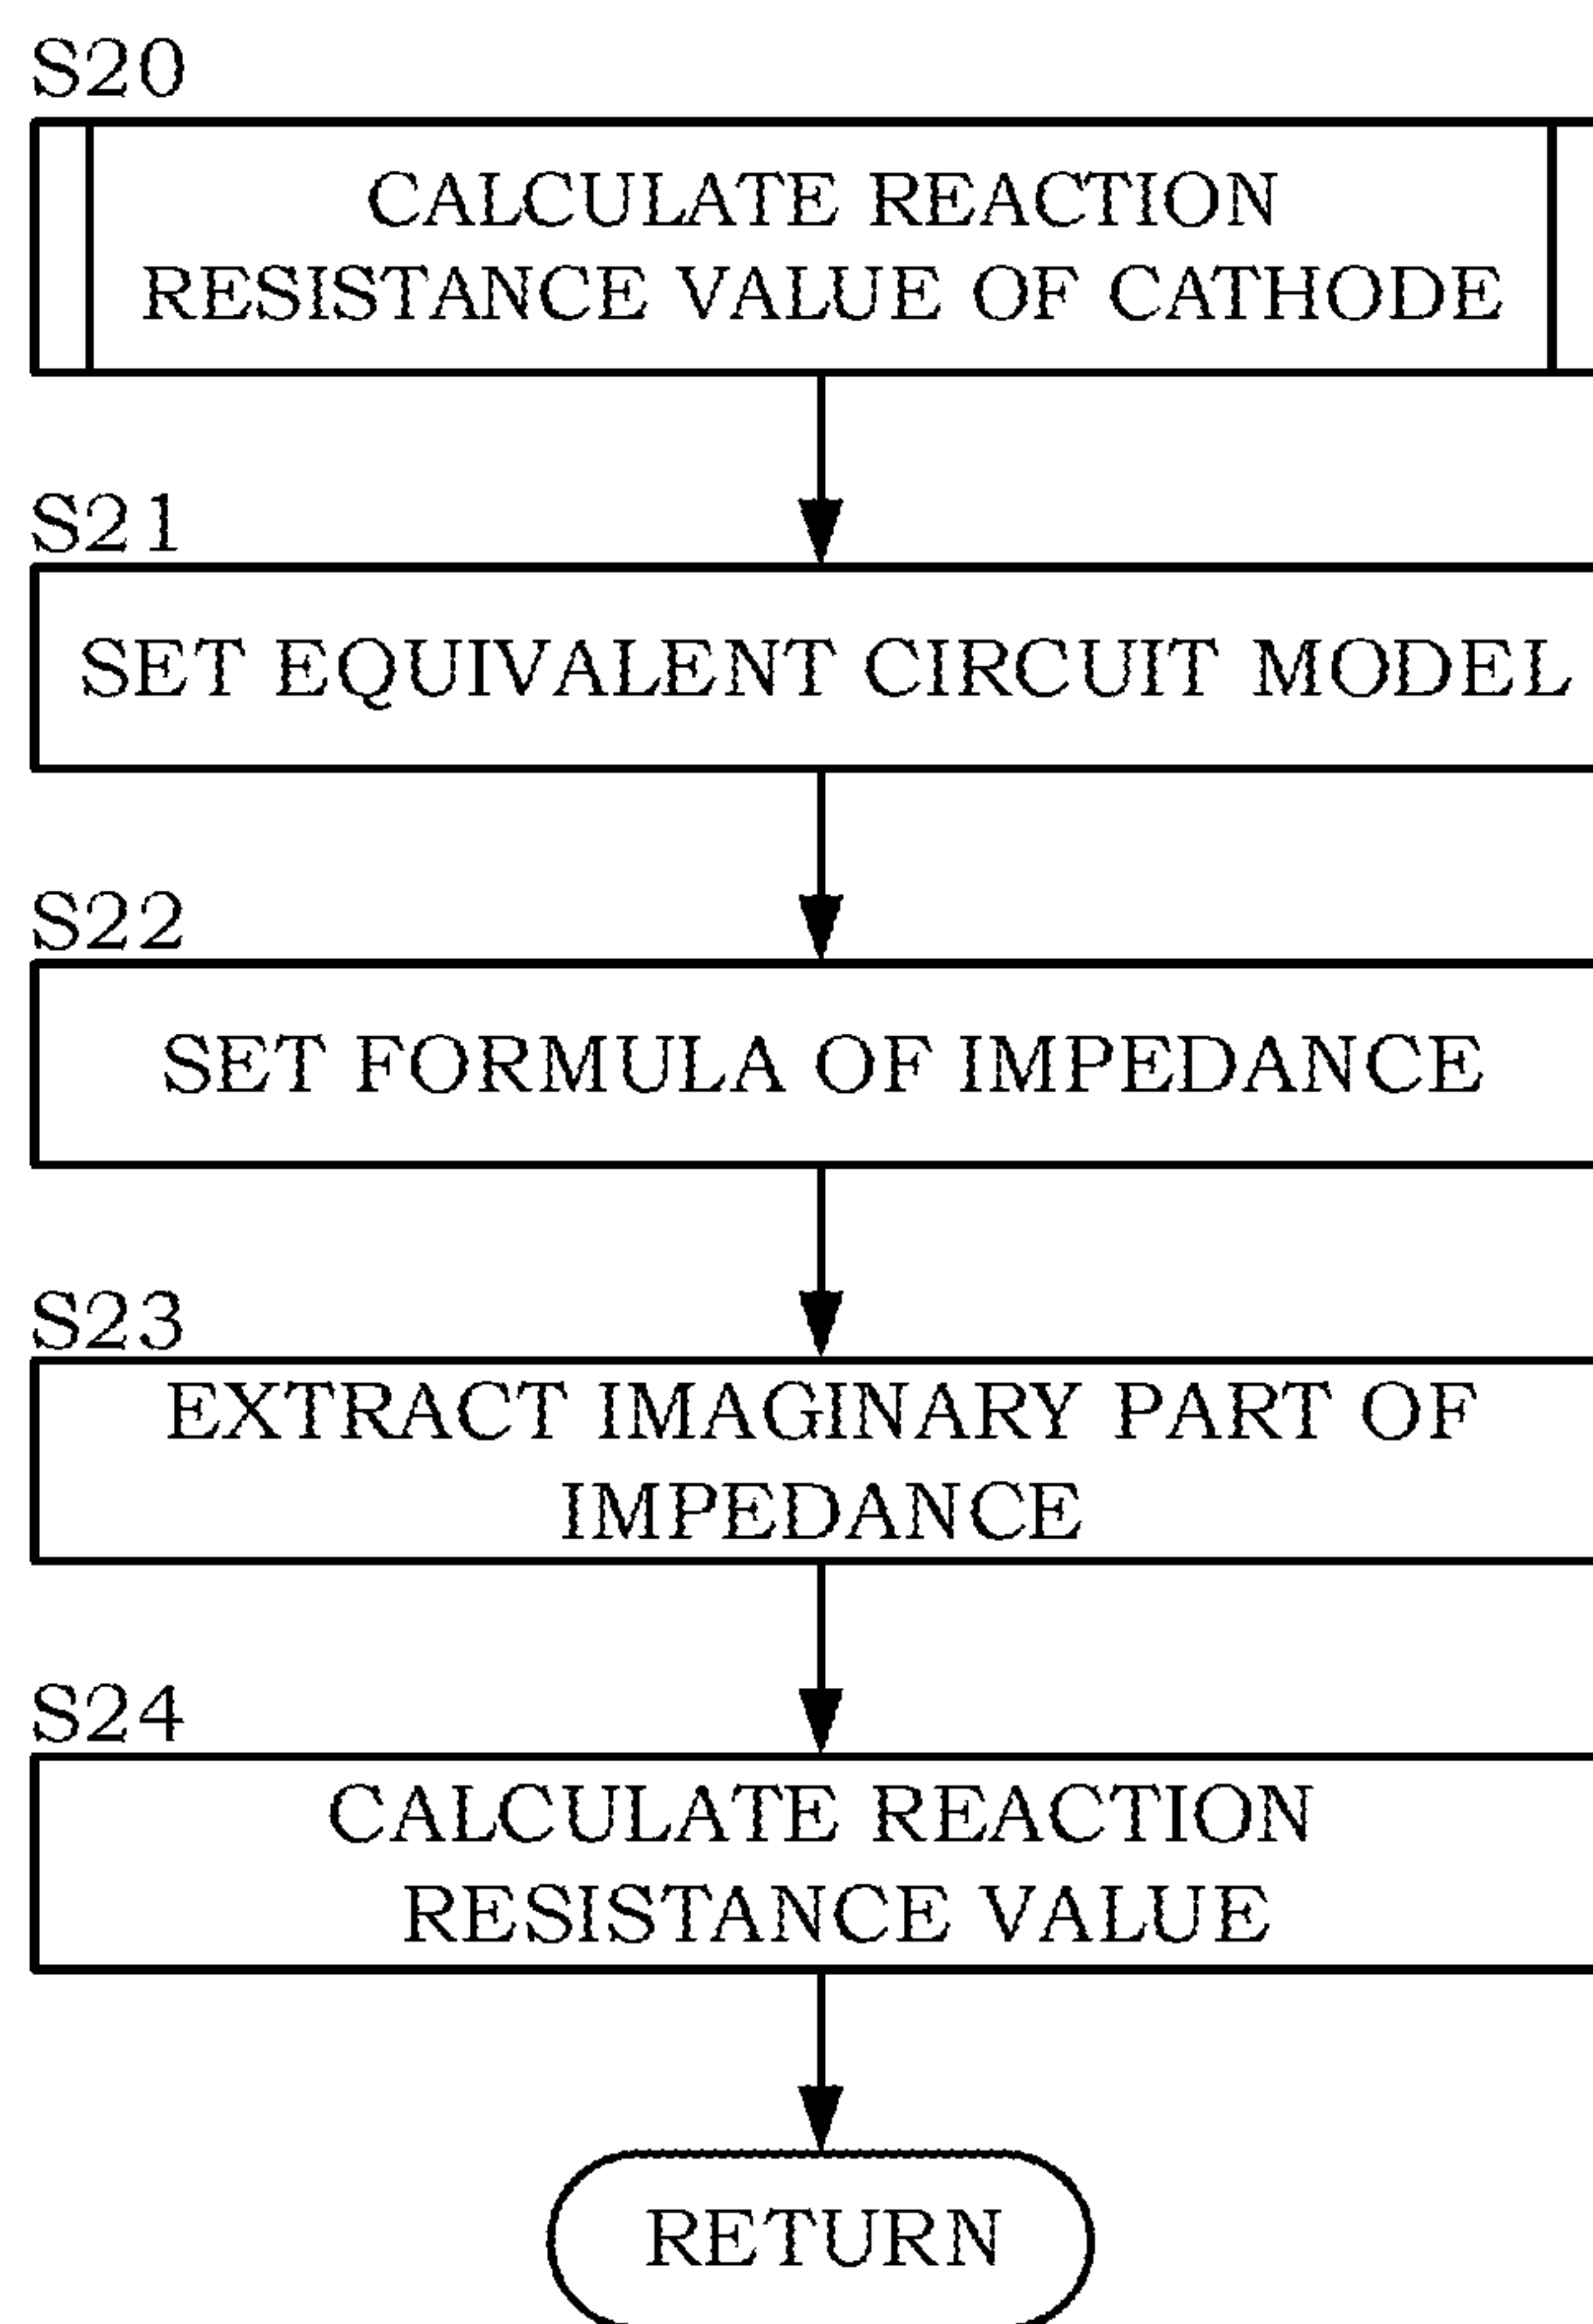 S20
CALCULATE REACTION
RESISTANCE VALUE OF CATHODE
S21
SET EQUIVALENT CIRCUIT MODEL
S22
SET FORMULA OF IMPEDANCE
S23
EXTRACT IMAGINARY PART OF
IMPEDANCE
S24
CALCULATE REACTION
RESISTANCE VALUE
RETURN